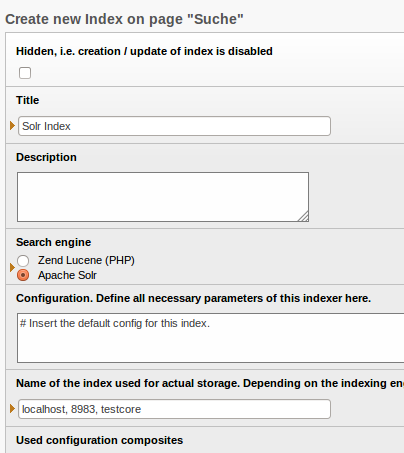 Create new Index on page "Suche"
Hidden, i.e. creation / update of index is disabled
Title
Solr Index
Description
Search engine
Zend Lucene (PHP)
Apache Solr
Configuration. Define all necessary parameters of this indexer here.
# Insert the default config for this index.
Name of the index used for actual storage. Depending on the indexing
localhost, 8983, testcore
Used configuration composites